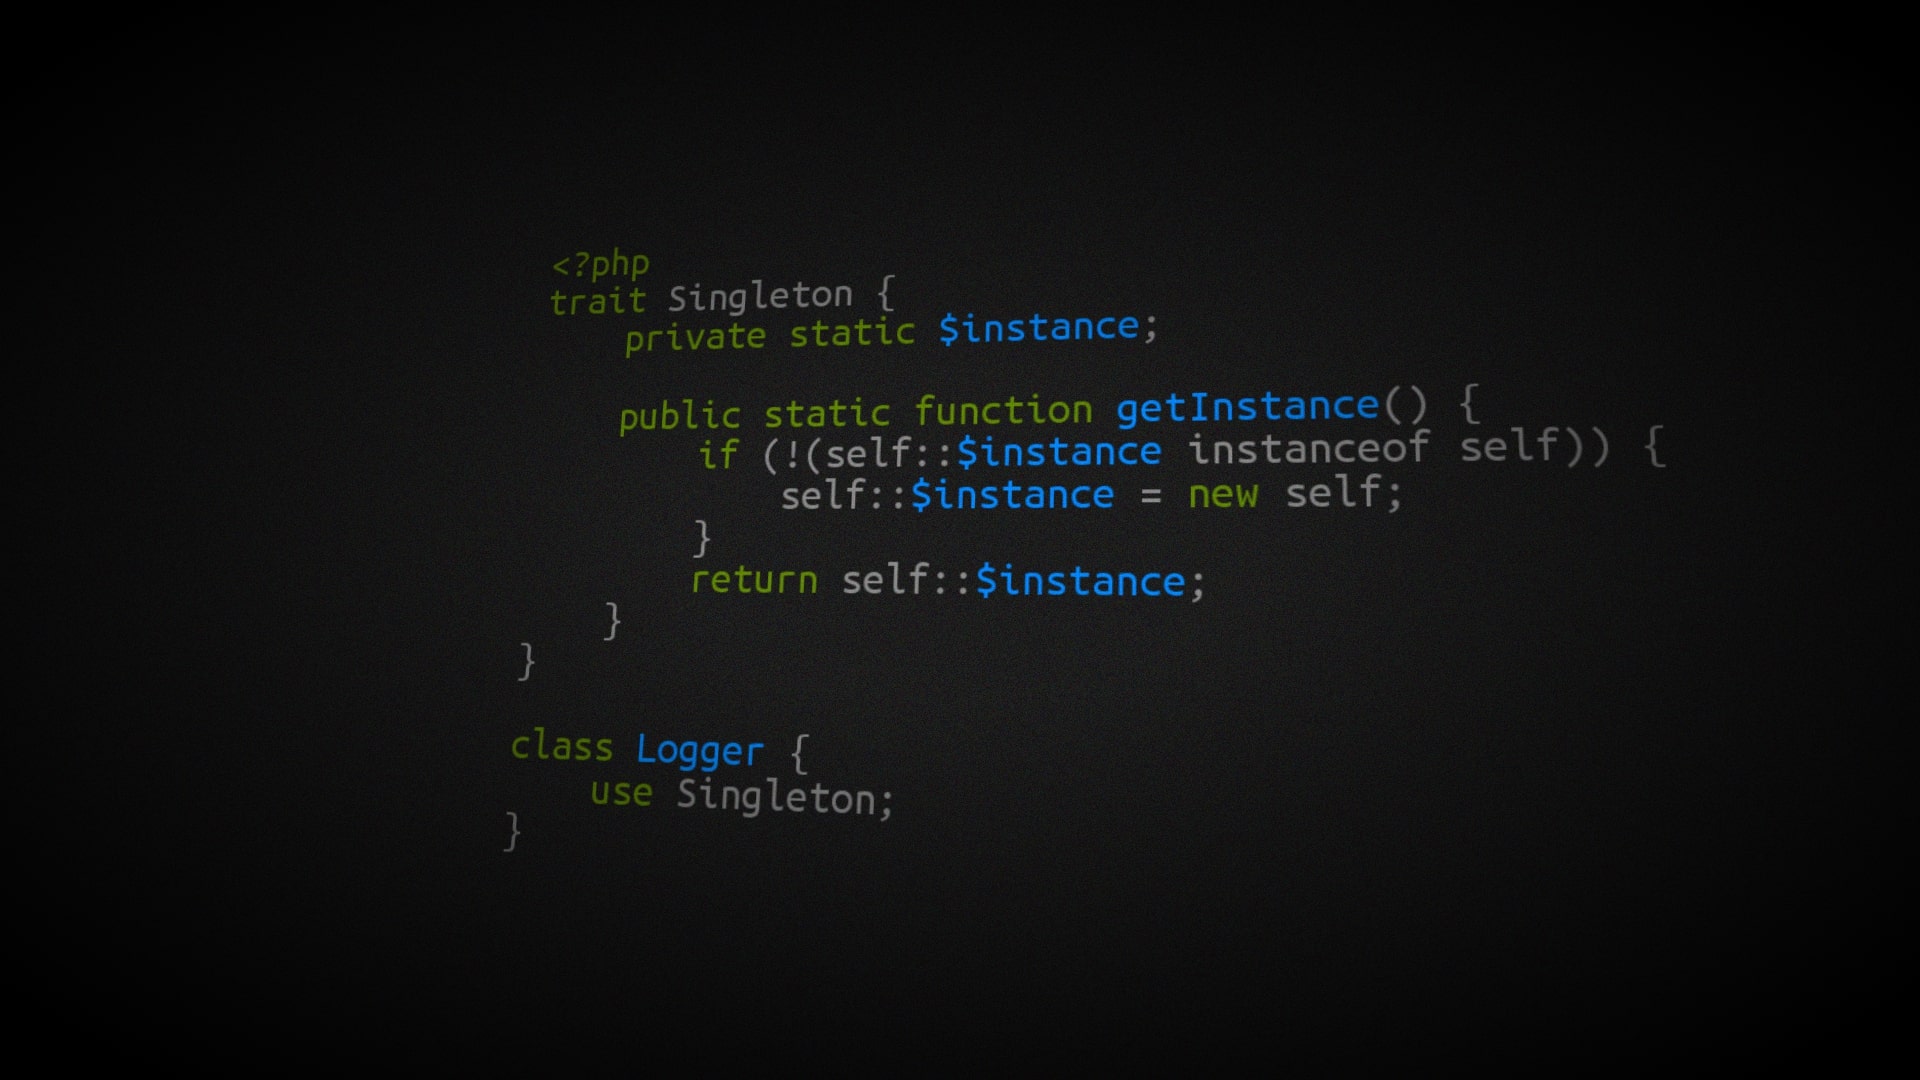 <?php
trait Singleton {
    private static $instance;

    public static function getInstance() {
        if (!(self::$instance instanceof self)) {
            self::$instance = new self;
        }
        return self::$instance;
    }
}

class Logger {
    use Singleton;
}